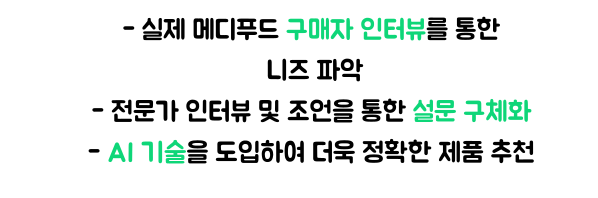 - 실제 메디푸드 구매자 인터뷰를 통한
니즈 파악
- 전문가 인터뷰 및 조언을 통한 설문 구체화
- AI 기술을 도입하여 더욱 정확한 제품 추천